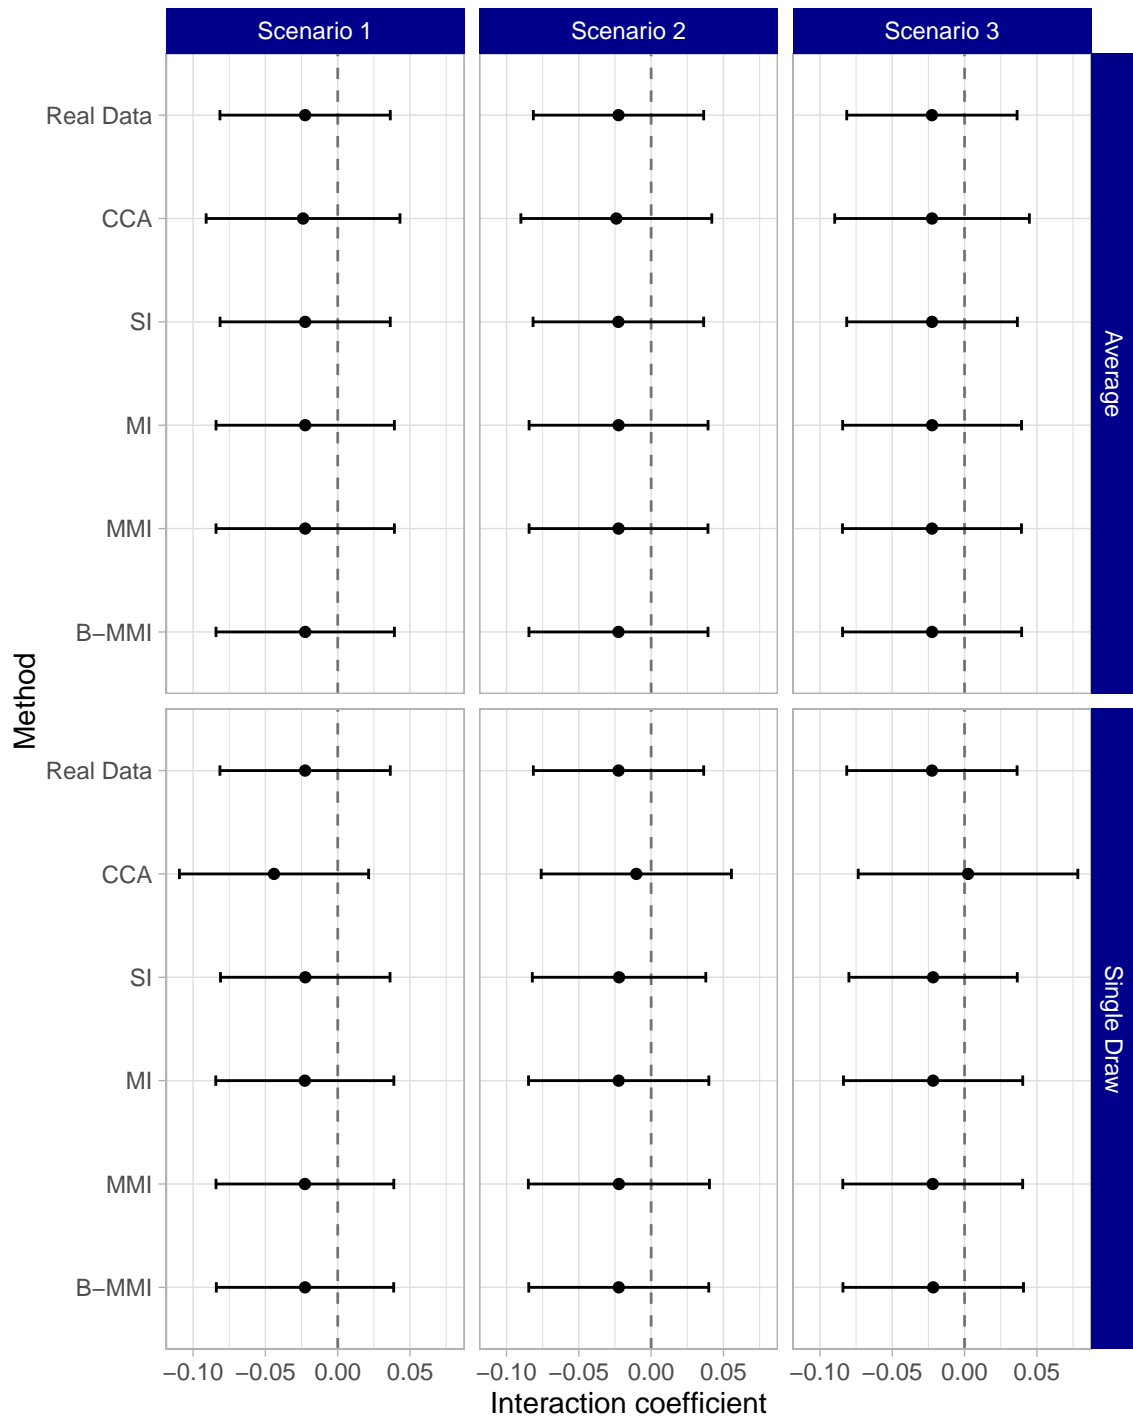 Scenario 1
Scenario 2
Scenario 3
Real Data
CCA
SI
MI
MMI
B−MMI
Average
Method
Real Data
CCA
SI
MI
MMI
B−MMI
Single Draw
−0.10 −0.05 0.00 0.05
−0.10 −0.05 0.00 0.05
−0.10 −0.05 0.00 0.05
Interaction coefficient